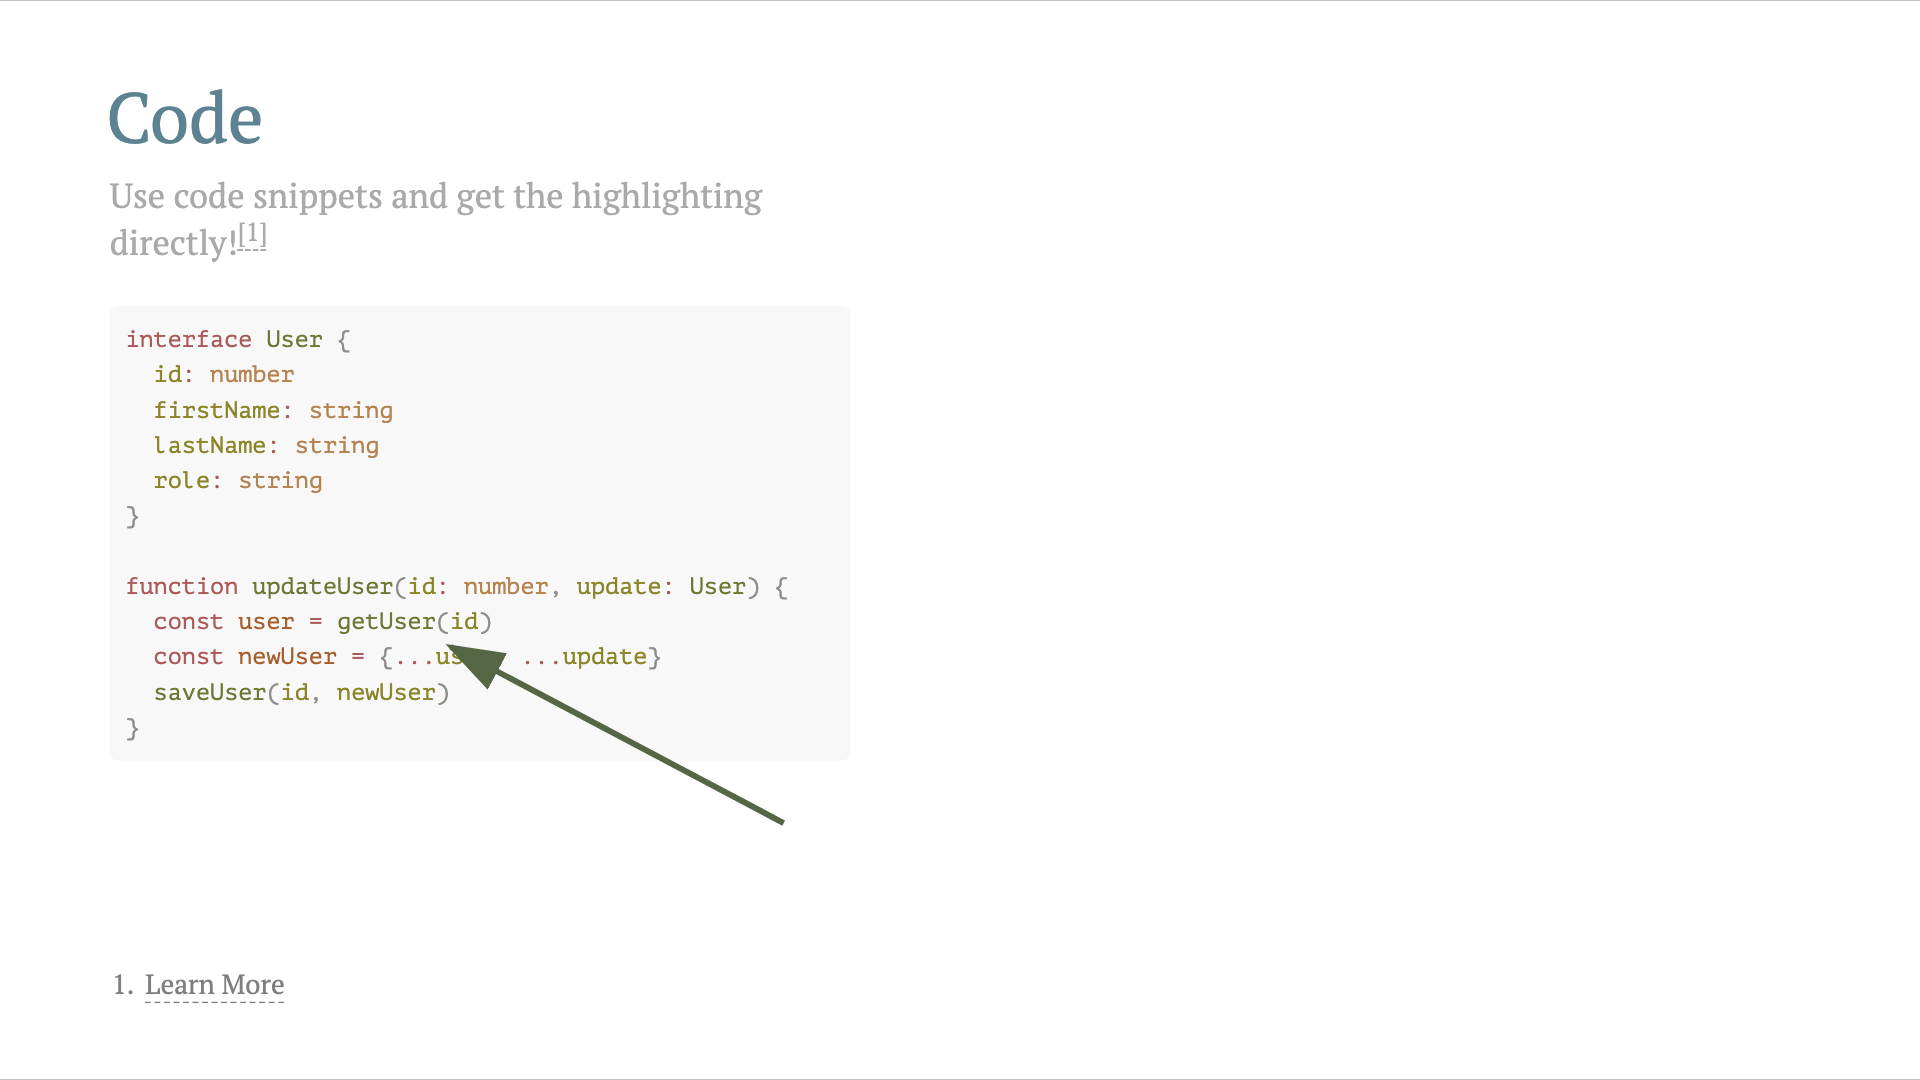 Code
Use code snippets and get the highlighting
directly![1]
interface User {
  id: number
  firstName: string
  lastName: string
  role: string
}
function updateUser(id: number, update: User) {
  const user = getUser(id)
  const newUser = {... ...update}
  saveUser(id, newUser)
}
1. Learn More